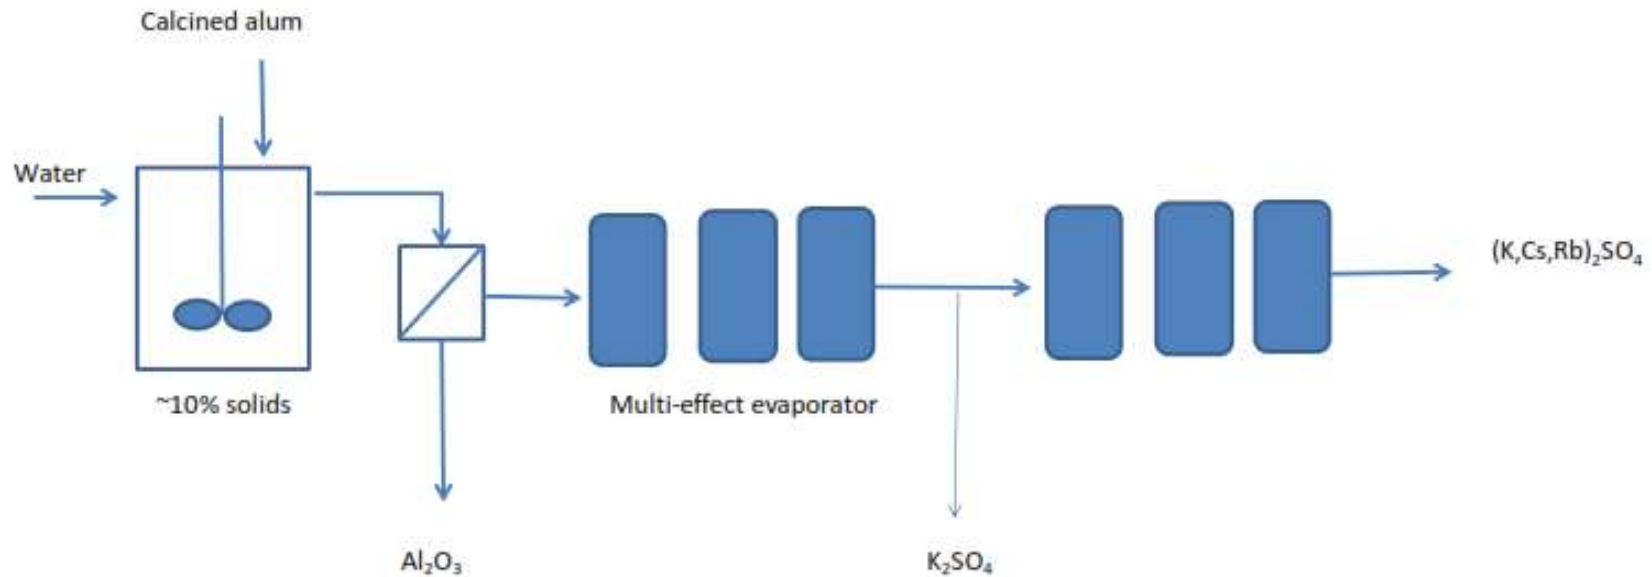 Calcined alum
Water
(K,Cs,Rb)₂SO₄
~10% solids
Multi-effect evaporator
Al₂O₃
K₂SO₄